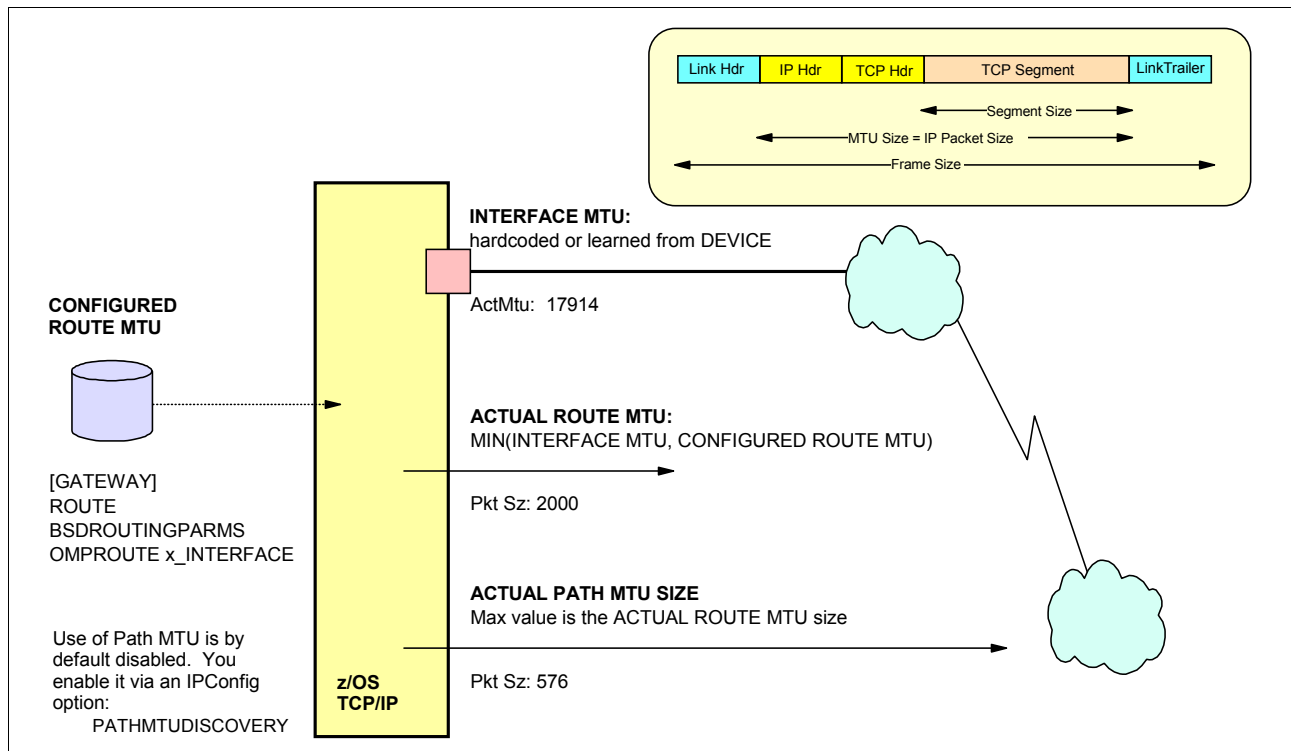 Link Hdr IP Hdr TCP Hdr TCP Segment LinkTrailer
Segment Size
MTU Size = IP Packet Size
Frame Size
INTERFACE MTU:
hardcoded or learned from DEVICE
ActMtu: 17914
CONFIGURED
ROUTE MTU
ACTUAL ROUTE MTU:
MIN(INTERFACE MTU, CONFIGURED ROUTE MTU)
Pkt Sz: 2000
[GATEWAY]
ROUTE
BSDROUTINGPARMS
OMPROUTE x_INTERFACE
ACTUAL PATH MTU SIZE
Max value is the ACTUAL ROUTE MTU size
Pkt Sz: 576
Use of Path MTU is by
default disabled. You
enable it via an IPConfig
option:
PATHMTUDISCOVERY
z/OS
TCP/IP